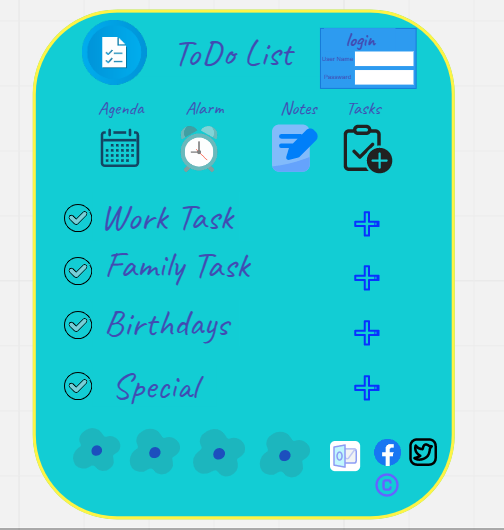 ToDo List
login
User Name
Password
Agenda Alarm Notes Tasks
Work Task
Family Task
Birthdays
Special